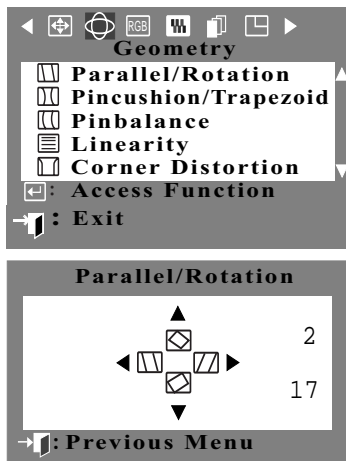 RGB
Geometry
Parallel/Rotation
Pincushion/Trapezoid
Pinbalance
Linearity
Corner Distortion
: Access Function
: Exit
Parallel/Rotation
2
17
:Previous Menu